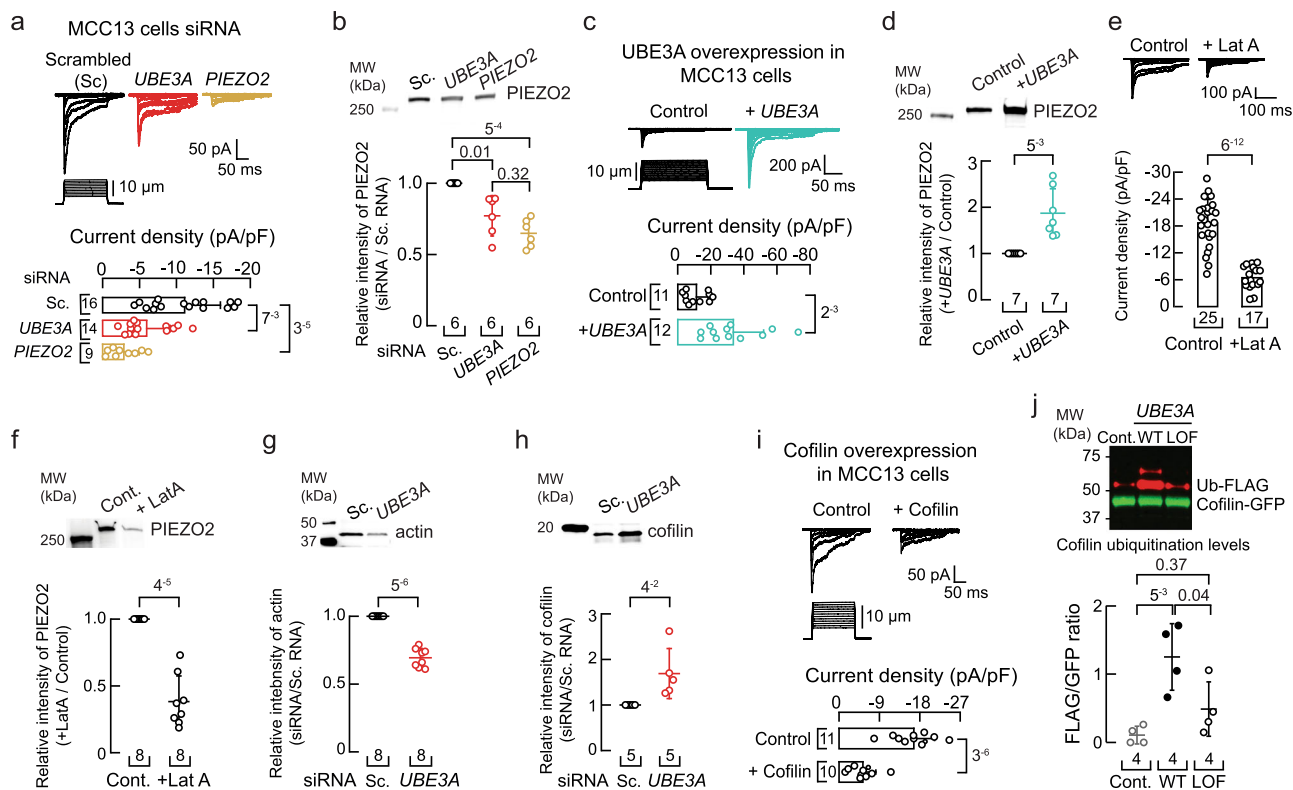 a
MCC13 cells siRNA
Scrambled
(Sc)
UBE3A
PIEZO2
50 pA
50 ms
10 µm
Current density (pA/pF)
siRNA
0 -5 -10 -15 -20
Sc. 16
UBE3A 14
PIEZO2 9
7-3
3-5
b
MW
(kDa)
Sc. UBE3A PIEZO2
250
PIEZO2
5-4
0.01
0.32
Relative intensity of PIEZO2
(siRNA / Sc. RNA)
1.0
0.5
0
6 6 6
siRNA Sc. UBE3A PIEZO2
c
UBE3A overexpression in
MCC13 cells
Control + UBE3A
10 µm
200 pA
50 ms
Current density (pA/pF)
0 -20 -40 -60 -80
Control 11
+UBE3A 12
2-3
d
MW
(kDa)
Control +UBE3A
250
PIEZO2
5-3
Relative intensity of PIEZO2
(+UBE3A / Control)
3
2
1
0
7 7
Control +UBE3A
e
Control + Lat A
100 pA
100 ms
6-12
Current density (pA/pF)
-30
-24
-18
-12
-6
0
25 17
Control +Lat A
f
MW
(kDa)
Cont. + LatA
250
PIEZO2
4-5
Relative intensity of PIEZO2
(+LatA / Control)
1.0
0.5
0
8 8
Cont. +Lat A
g
MW
(kDa)
Sc. UBE3A
50
37
actin
5-6
Relative intebnsity of actin
(siRNA/Sc. RNA)
1.0
0.5
0
8 8
siRNA Sc. UBE3A
h
MW
(kDa)
Sc. UBE3A
20
cofilin
4-2
Relative intensity of cofilin
(siRNA/Sc. RNA)
3
2
1
0
5 5
siRNA Sc. UBE3A
i
Cofilin overexpression
in MCC13 cells
Control + Cofilin
50 pA
50 ms
10 µm
Current density (pA/pF)
0 -9 -18 -27
Control 11
+ Cofilin 10
3-6
j
UBE3A
MW
(kDa)
Cont. WT LOF
75
50
37
Ub-FLAG
Cofilin-GFP
Cofilin ubiquitination levels
0.37
5-3 0.04
FLAG/GFP ratio
2
1
0
4 4 4
Cont. WT LOF